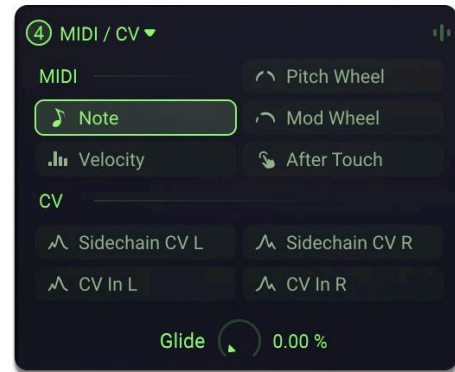 4 MIDI / CV
MIDI
Pitch Wheel
Note
Mod Wheel
Velocity
After Touch
CV
Sidechain CV L
Sidechain CV R
CV In L
CV In R
Glide 0.00 %